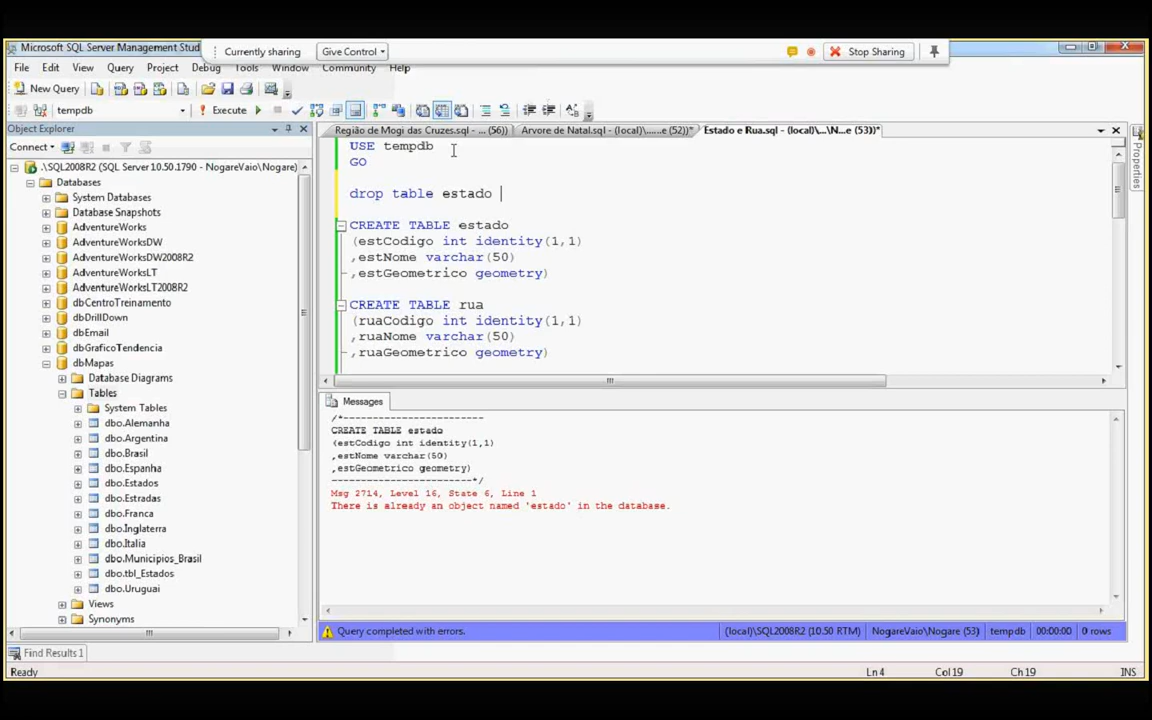 Microsoft SQL Server Management Stud
Currently sharing
Give Control
Stop Sharing
File Edit View Query Project Debug Tools Window Community Help
New Query
tempdb
Execute
Object Explorer
Região de Mogi das Cruzes.sql - ... (56))
Arvore de Natal.sql - (local)\......e (52))*
Estado e Rua.sql - (local)\...\N...e (53))*
Connect
.\SQL2008R2 (SQL Server 10.50.1790 - NogareVaio\Nogare)
Databases
System Databases
Database Snapshots
AdventureWorks
AdventureWorksDW
AdventureWorksDW2008R2
AdventureWorksLT
AdventureWorksLT2008R2
dbCentroTreinamento
dbDrillDown
dbEmail
dbGraficoTendencia
dbMapas
Database Diagrams
Tables
System Tables
dbo.Alemanha
dbo.Argentina
dbo.Brasil
dbo.Espanha
dbo.Estados
dbo.Estradas
dbo.Franca
dbo.Inglaterra
dbo.Italia
dbo.Municipios_Brasil
dbo.tbl_Estados
dbo.Uruguai
Views
Synonyms
USE tempdb
GO
drop table estado
CREATE TABLE estado
(estCodigo int identity(1,1)
,estNome varchar(50)
,estGeometrico geometry)
CREATE TABLE rua
(ruaCodigo int identity(1,1)
,ruaNome varchar(50)
,ruaGeometrico geometry)
Properties
Messages
/*------------------------
CREATE TABLE estado
(estCodigo int identity(1,1)
,estNome varchar(50)
,estGeometrico geometry)
------------------------*/
Msg 2714, Level 16, State 6, Line 1
There is already an object named 'estado' in the database.
Query completed with errors.
(local)\SQL2008R2 (10.50 RTM)
NogareVaio\Nogare (53)
tempdb
00:00:00
0 rows
Find Results 1
Ready
Ln 4
Col 19
Ch 19
INS